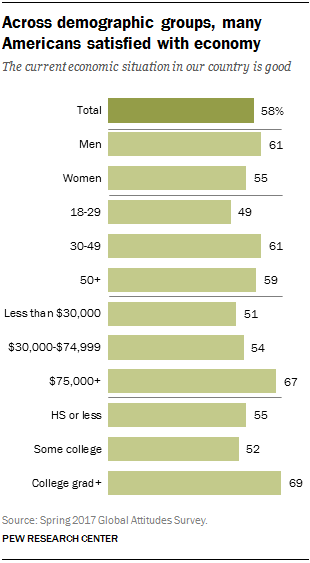 Across demographic groups, many
Americans satisfied with economy
The current economic situation in our country is good
Total 58%
Men 61
Women 55
18-29 49
30-49 61
50+ 59
Less than $30,000 51
$30,000-$74,999 54
$75,000+ 67
HS or less 55
Some college 52
College grad+ 69
Source: Spring 2017 Global Attitudes Survey.
PEW RESEARCH CENTER